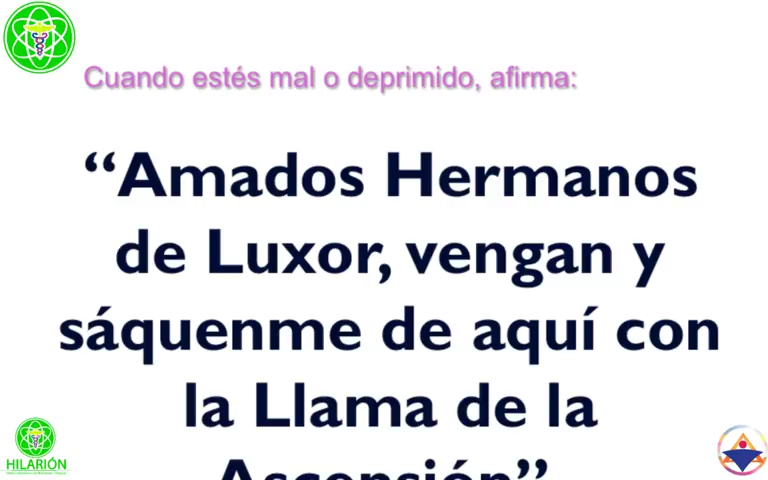 Cuando estés mal o deprimido, afirma:
“Amados Hermanos
de Luxor, vengan y
sáquenme de aquí con
la Llama de la
Ascensión”
HILARIÓN